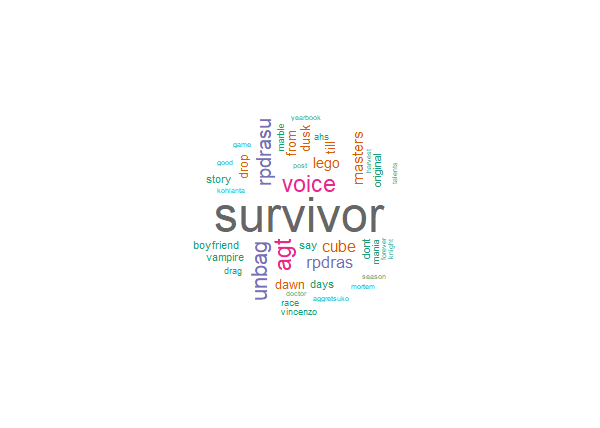 yearbook
marble
rpdrasu
from
dusk
ahs
till
masters
game
good
drop
post
lego
harvest
original
talents
story
kohlanta
voice
survivor
boyfriend
vampire
drag
unbag
agt
say
cube
rpdras
dont
mania
forever
knight
dawn
days
season
mortem
doctor
race
aggretsuko
vincenzo